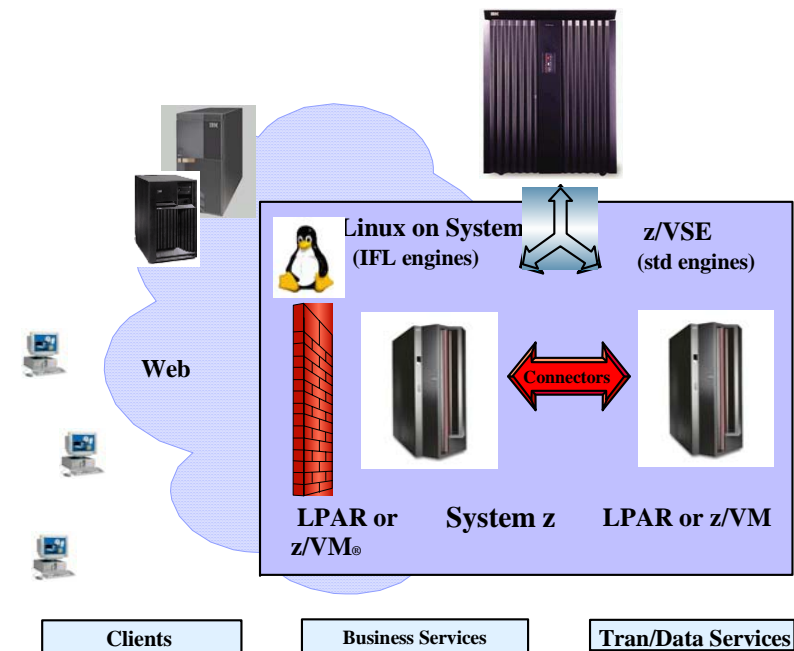 Linux on System
(IFL engines)
z/VSE
(std engines)
Web
Connectors
LPAR or
z/VM®
System z
LPAR or z/VM
Clients
Business Services
Tran/Data Services